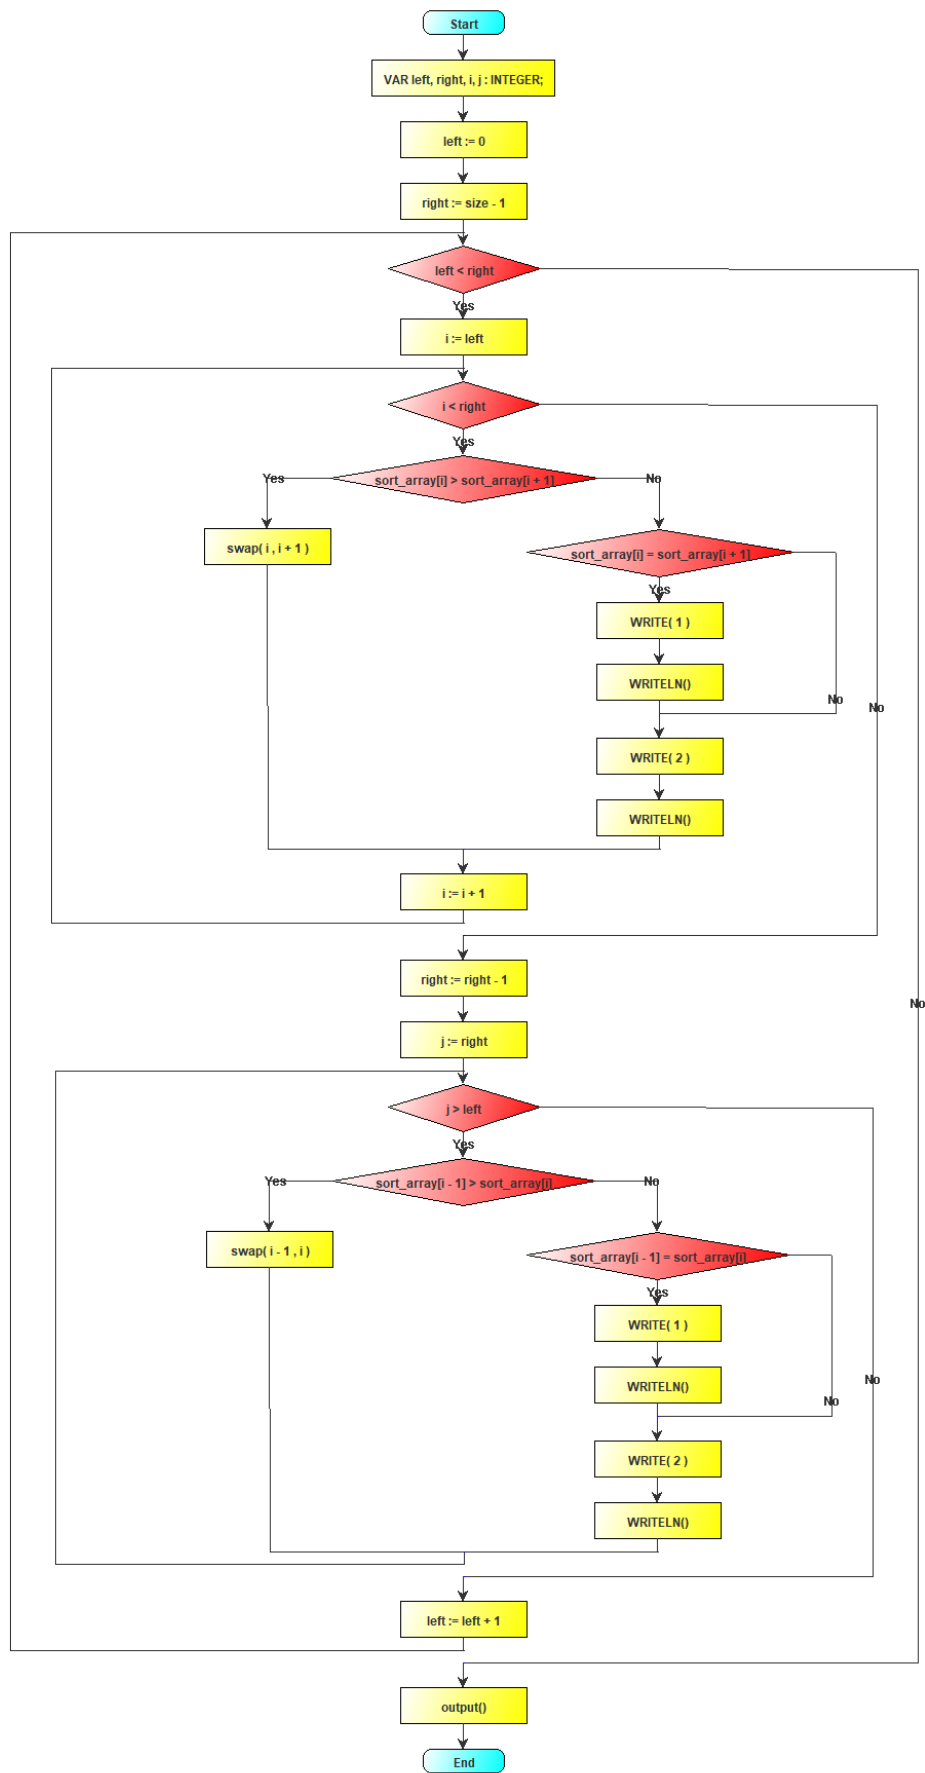 Start
VAR left, right, i, j : INTEGER;
left := 0
right := size - 1
left < right
Yes
i := left
i < right
Yes
sort_array[i] > sort_array[i + 1]
Yes
No
swap( i , i + 1 )
sort_array[i] = sort_array[i + 1]
Yes
WRITE( 1 )
WRITELN()
No
No
WRITE( 2 )
WRITELN()
i := i + 1
right := right - 1
No
j := right
j > left
Yes
sort_array[i - 1] > sort_array[i]
Yes
No
swap( i - 1 , i )
sort_array[i - 1] = sort_array[i]
Yes
WRITE( 1 )
WRITELN()
No
No
WRITE( 2 )
WRITELN()
left := left + 1
output()
End